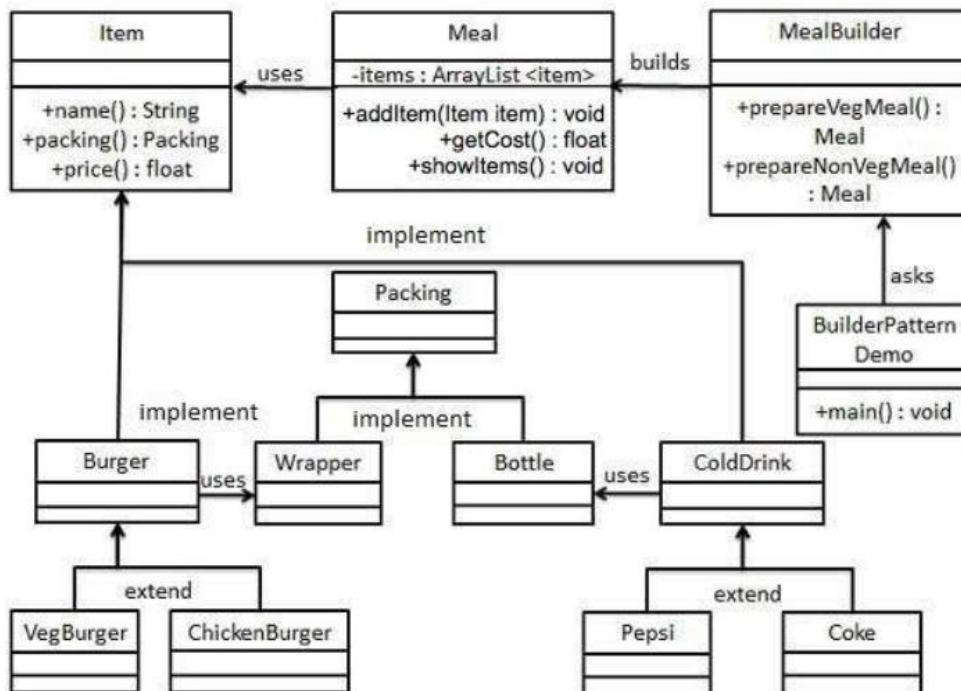 Item
+name() : String
+packing() : Packing
+price() : float
uses
Meal
-items : ArrayList <item>
+addItem(Item item) : void
+getCost() : float
+showItems() : void
builds
MealBuilder
+prepareVegMeal() :
Meal
+prepareNonVegMeal()
: Meal
implement
asks
Packing
BuilderPattern
Demo
+main() : void
implement
implement
Burger
uses
Wrapper
Bottle
uses
ColdDrink
extend
extend
VegBurger
ChickenBurger
Pepsi
Coke